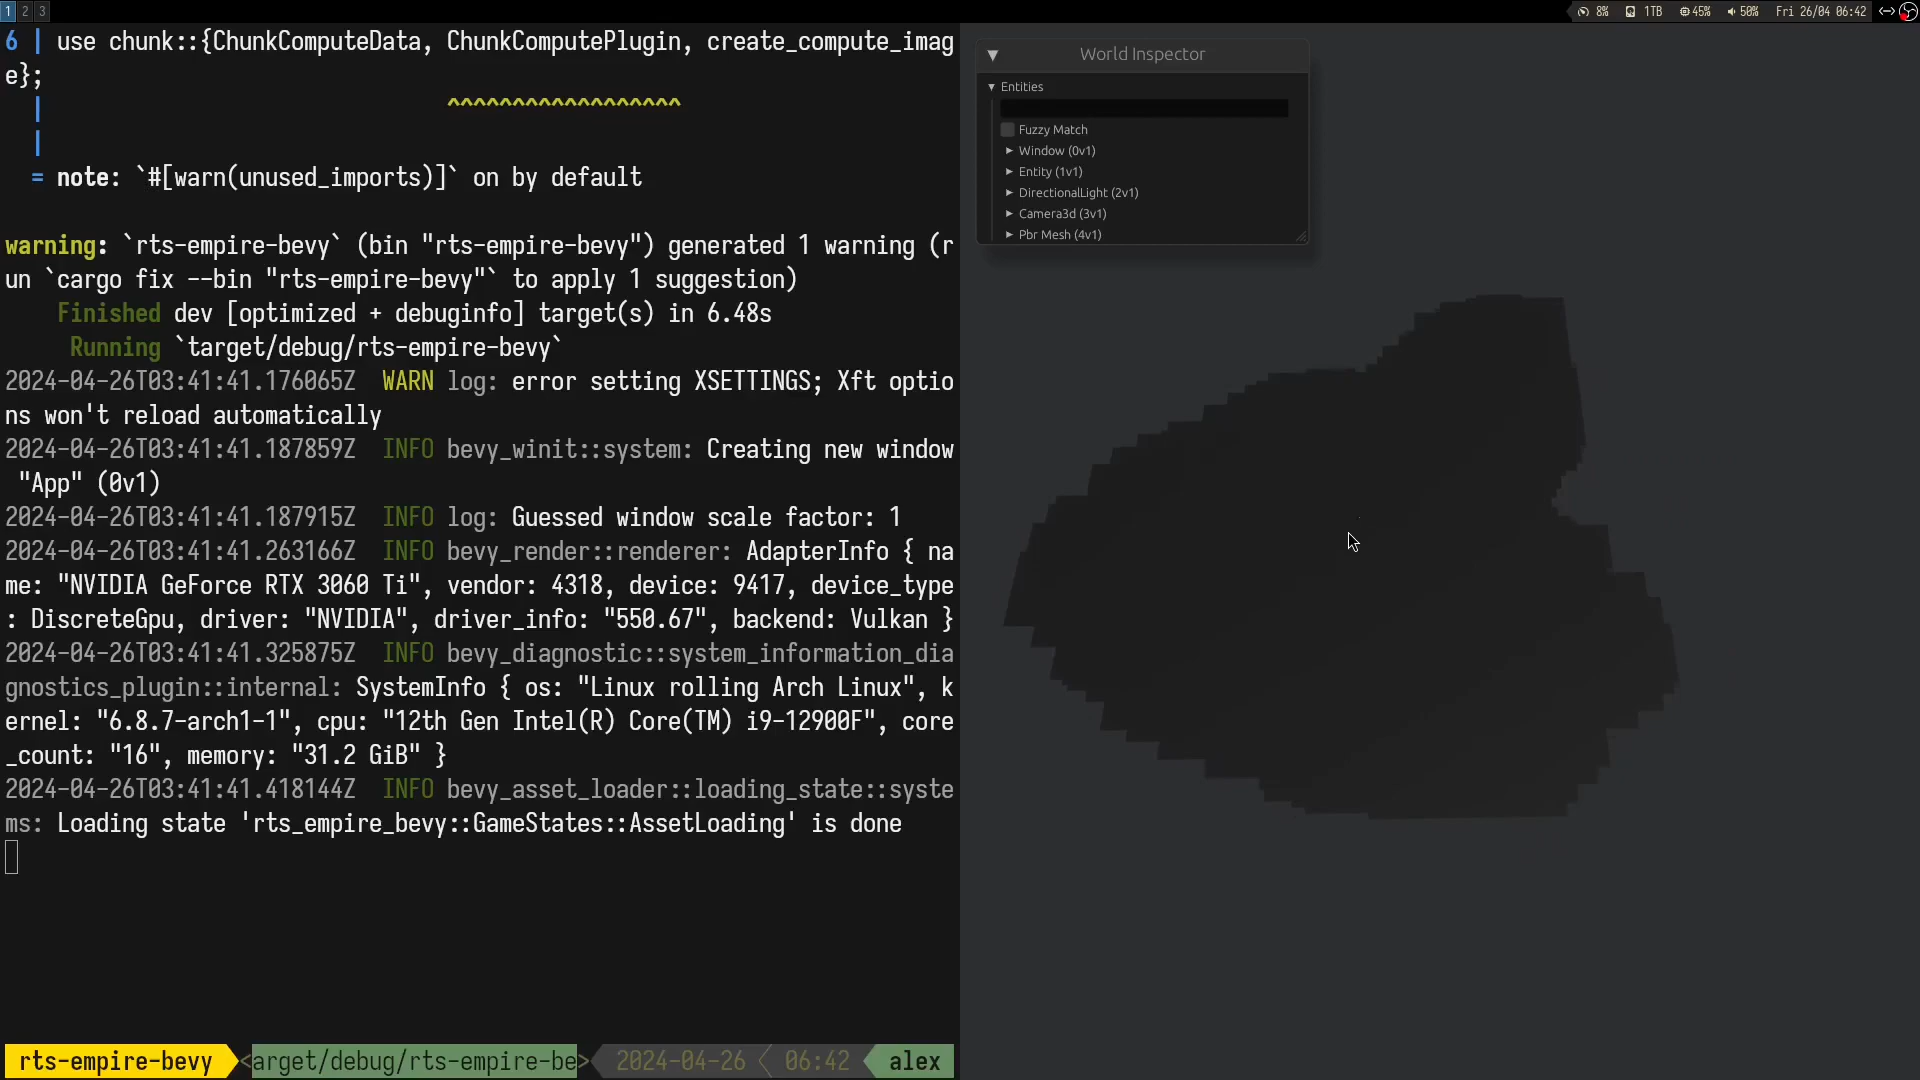 1 2 3
8% 1TB 45% 50% Fri 26/04 06:42
6 | use chunk::{ChunkComputeData, ChunkComputePlugin, create_compute_imag
e};
|                                ^^^^^^^^^^^^^^^^^^
|
= note: `#[warn(unused_imports)]` on by default
warning: `rts-empire-bevy` (bin "rts-empire-bevy") generated 1 warning (r
un `cargo fix --bin "rts-empire-bevy"` to apply 1 suggestion)
Finished dev [optimized + debuginfo] target(s) in 6.48s
Running `target/debug/rts-empire-bevy`
2024-04-26T03:41:41.176065Z  WARN log: error setting XSETTINGS; Xft optio
ns won't reload automatically
2024-04-26T03:41:41.187859Z  INFO bevy_winit::system: Creating new window
"App" (0v1)
2024-04-26T03:41:41.187915Z  INFO log: Guessed window scale factor: 1
2024-04-26T03:41:41.263166Z  INFO bevy_render::renderer: AdapterInfo { na
me: "NVIDIA GeForce RTX 3060 Ti", vendor: 4318, device: 9417, device_type
: DiscreteGpu, driver: "NVIDIA", driver_info: "550.67", backend: Vulkan }
2024-04-26T03:41:41.325875Z  INFO bevy_diagnostic::system_information_dia
gnostics_plugin::internal: SystemInfo { os: "Linux rolling Arch Linux", k
ernel: "6.8.7-arch1-1", cpu: "12th Gen Intel(R) Core(TM) i9-12900F", core
_count: "16", memory: "31.2 GiB" }
2024-04-26T03:41:41.418144Z  INFO bevy_asset_loader::loading_state::syste
ms: Loading state 'rts_empire_bevy::GameStates::AssetLoading' is done
rts-empire-bevy <arget/debug/rts-empire-be> 2024-04-26 06:42 alex
World Inspector
Entities
Fuzzy Match
Window (0v1)
Entity (1v1)
DirectionalLight (2v1)
Camera3d (3v1)
Pbr Mesh (4v1)